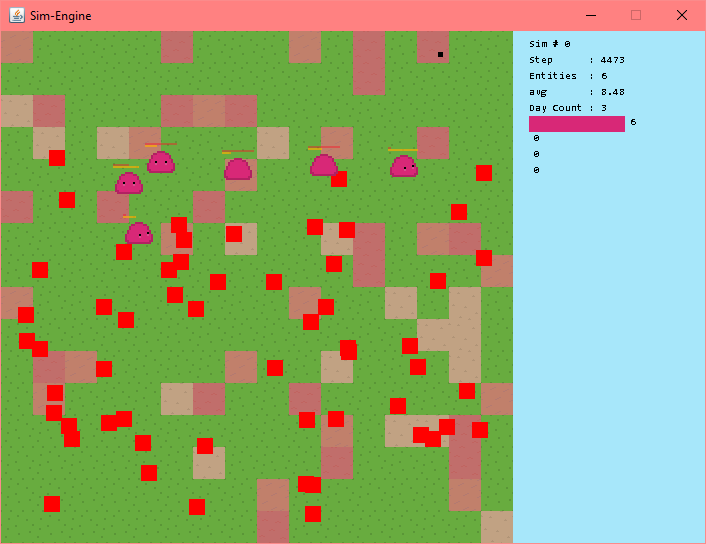 Sim-Engine
Sim # 0
Step : 4473
Entities : 6
avg : 8.48
Day Count : 3
6
0
0
0